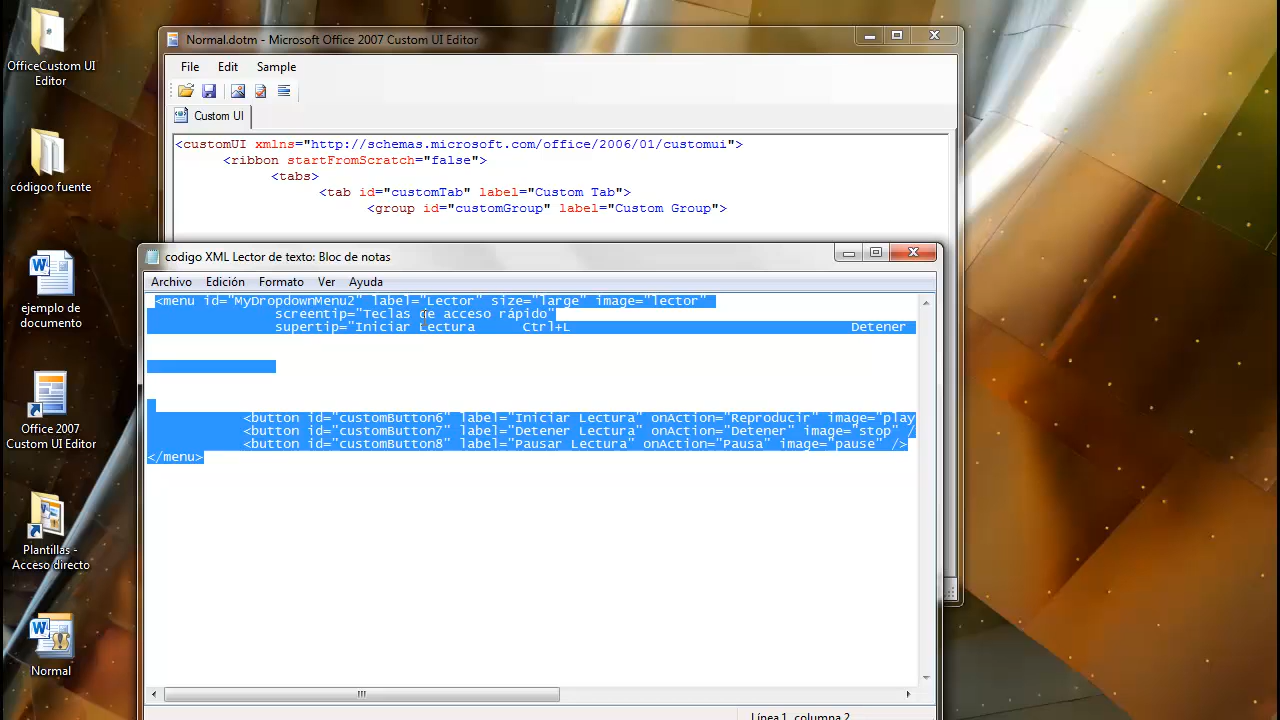 OfficeCustom UI
Editor
códigoo fuente
ejemplo de
documento
Office 2007
Custom UI Editor
Plantillas -
Acceso directo
Normal
Normal.dotm - Microsoft Office 2007 Custom UI Editor
File Edit Sample
Custom UI
<customUI xmlns="http://schemas.microsoft.com/office/2006/01/customui">
<ribbon startFromScratch="false">
<tabs>
<tab id="customTab" label="Custom Tab">
<group id="customGroup" label="Custom Group">
codigo XML Lector de texto: Bloc de notas
Archivo Edición Formato Ver Ayuda
<menu id="MyDropdownMenu2" label="Lector" size="large" image="lector"
screentip="Teclas de acceso rápido"
supertip="Iniciar Lectura Ctrl+L Detener
<button id="customButton6" label="Iniciar Lectura" onAction="Reproducir" image="play
<button id="customButton7" label="Detener Lectura" onAction="Detener" image="stop" /
<button id="customButton8" label="Pausar Lectura" onAction="Pausa" image="pause" />
</menu>
Línea 1, columna 2